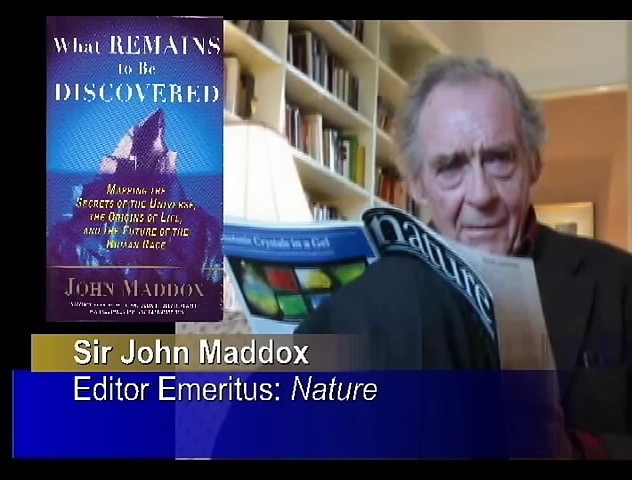 What REMAINS
to Be
DISCOVERED
MAPPING THE
SECRETS OF THE UNIVERSE,
THE ORIGINS OF LIFE,
AND THE FUTURE OF THE
HUMAN RACE
JOHN MADDOX
Crystals in a Gel
nature
Sir John Maddox
Editor Emeritus: Nature